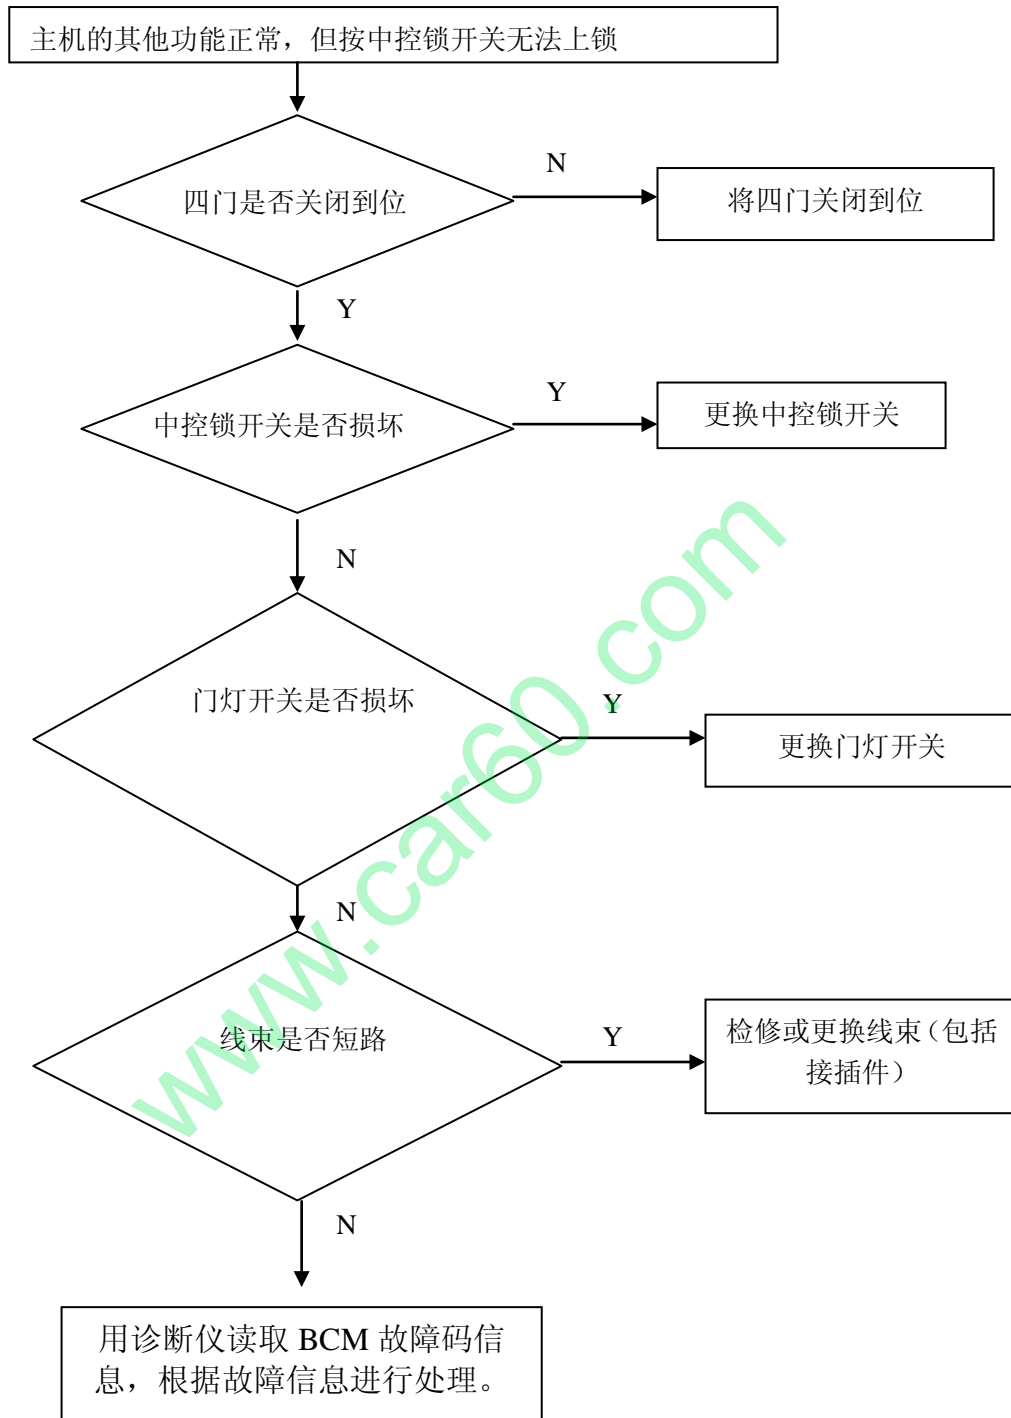 主机的其他功能正常，但按中控锁开关无法上锁
四门是否关闭到位
N
将四门关闭到位
Y
中控锁开关是否损坏
Y
更换中控锁开关
N
门灯开关是否损坏
Y
更换门灯开关
N
线束是否短路
Y
检修或更换线束（包括
接插件）
N
用诊断仪读取 BCM 故障码信
息，根据故障信息进行处理。
www.car60.com